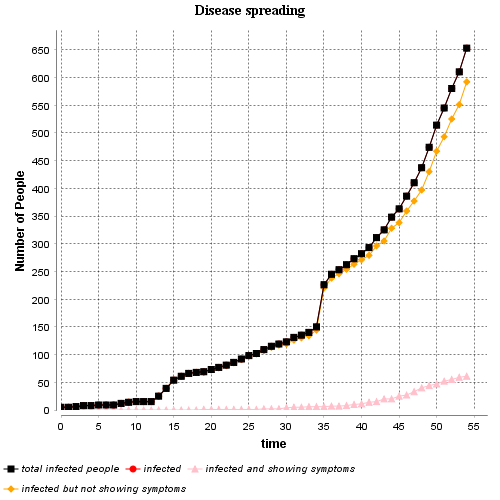 Disease spreading
Number of People
650
600
550
500
450
400
350
300
250
200
150
100
50
0
0 5 10 15 20 25 30 35 40 45 50 55
time
total infected people infected infected and showing symptoms
infected but not showing symptoms